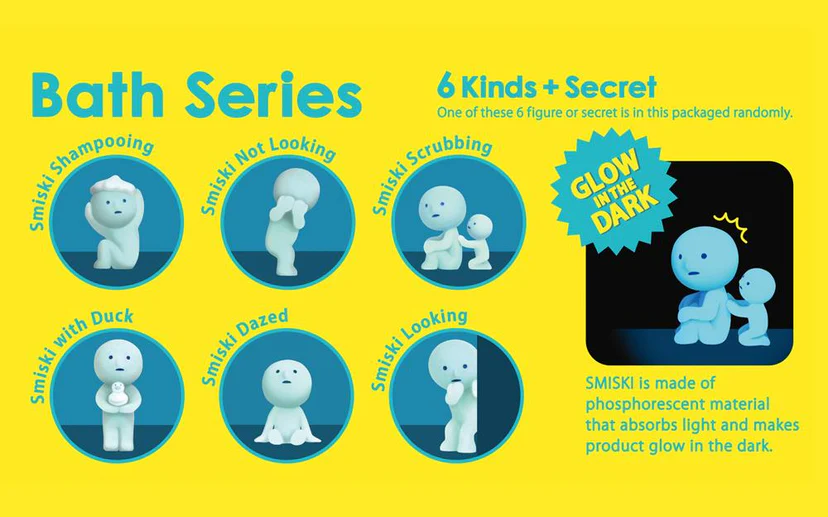 Bath Series
6 Kinds + Secret
One of these 6 figure or secret is in this packaged randomly.
Smiski Shampooing
Smiski Not Looking
Smiski Scrubbing
GLOW
IN THE
DARK
Smiski with Duck
Smiski Dazed
Smiski Looking
SMISKI is made of
phosphorescent material
that absorbs light and makes
product glow in the dark.